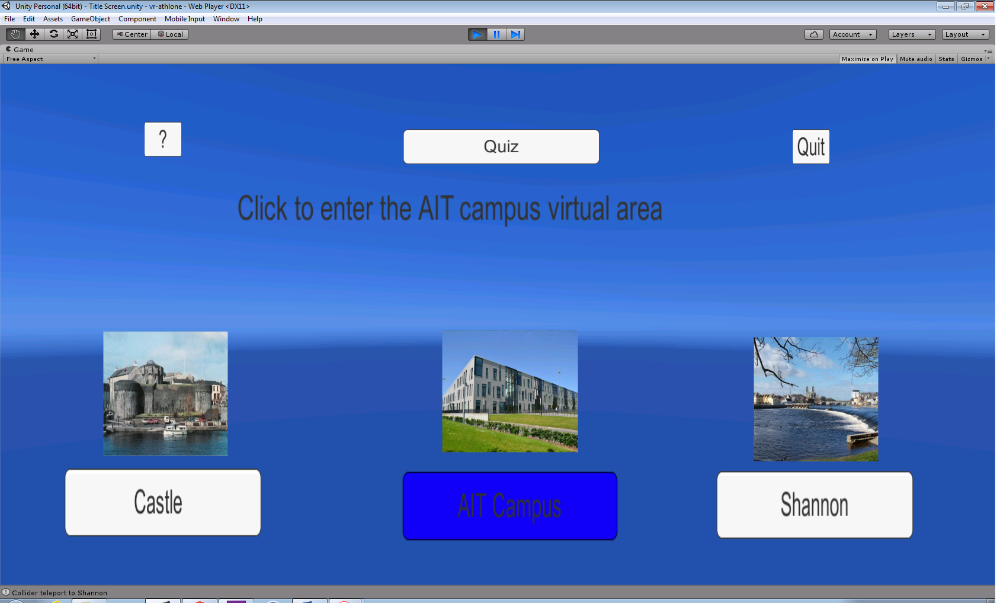 Unity Personal (64bit) - Title Screen.unity - vr-athlone - Web Player <DX11>
File Edit Assets GameObject Component Mobile Input Window Help
Center Local Account Layers Layout
Game
Free Aspect Maximize on Play Mute audio Stats Gizmos
?
Quiz
Quit
Click to enter the AIT campus virtual area
Castle
AIT Campus
Shannon
Collider teleport to Shannon